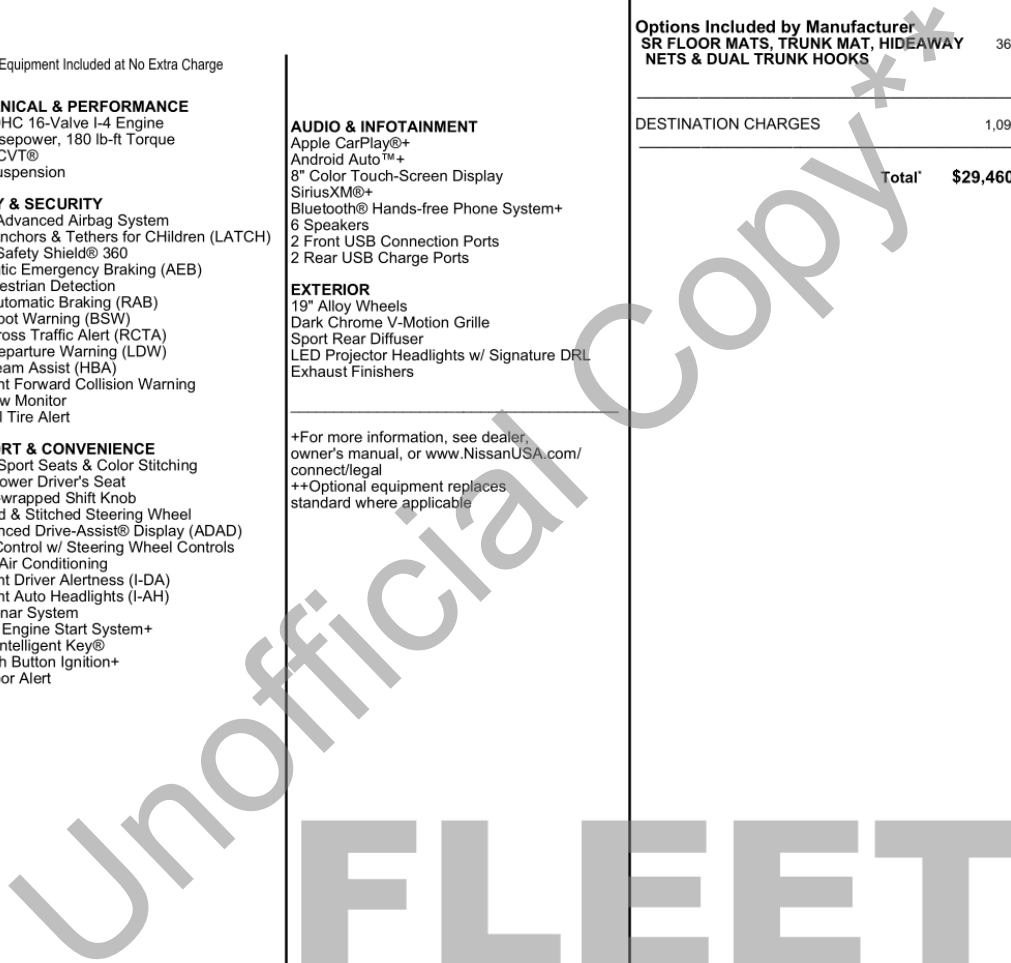 Equipment Included at No Extra Charge
NICAL & PERFORMANCE
HC 16-Valve I-4 Engine
sepower, 180 lb-ft Torque
CVT®
uspension
Y & SECURITY
Advanced Airbag System
nchors & Tethers for CHildren (LATCH)
Safety Shield® 360
tic Emergency Braking (AEB)
estrian Detection
utomatic Braking (RAB)
pot Warning (BSW)
ross Traffic Alert (RCTA)
eparture Warning (LDW)
eam Assist (HBA)
nt Forward Collision Warning
w Monitor
l Tire Alert
RT & CONVENIENCE
Sport Seats & Color Stitching
ower Driver's Seat
-wrapped Shift Knob
d & Stitched Steering Wheel
nced Drive-Assist® Display (ADAD)
Control w/ Steering Wheel Controls
Air Conditioning
nt Driver Alertness (I-DA)
nt Auto Headlights (I-AH)
nar System
Engine Start System+
ntelligent Key®
h Button Ignition+
or Alert
AUDIO & INFOTAINMENT
Apple CarPlay®+
Android Auto™+
8" Color Touch-Screen Display
SiriusXM®+
Bluetooth® Hands-free Phone System+
6 Speakers
2 Front USB Connection Ports
2 Rear USB Charge Ports
EXTERIOR
19" Alloy Wheels
Dark Chrome V-Motion Grille
Sport Rear Diffuser
LED Projector Headlights w/ Signature DRL
Exhaust Finishers
+For more information, see dealer,
owner's manual, or www.NissanUSA.com/
connect/legal
++Optional equipment replaces
standard where applicable
Options Included by Manufacturer
SR FLOOR MATS, TRUNK MAT, HIDEAWAY 36
NETS & DUAL TRUNK HOOKS
DESTINATION CHARGES 1,09
Total* $29,460
Unofficial Copy**
FLEET